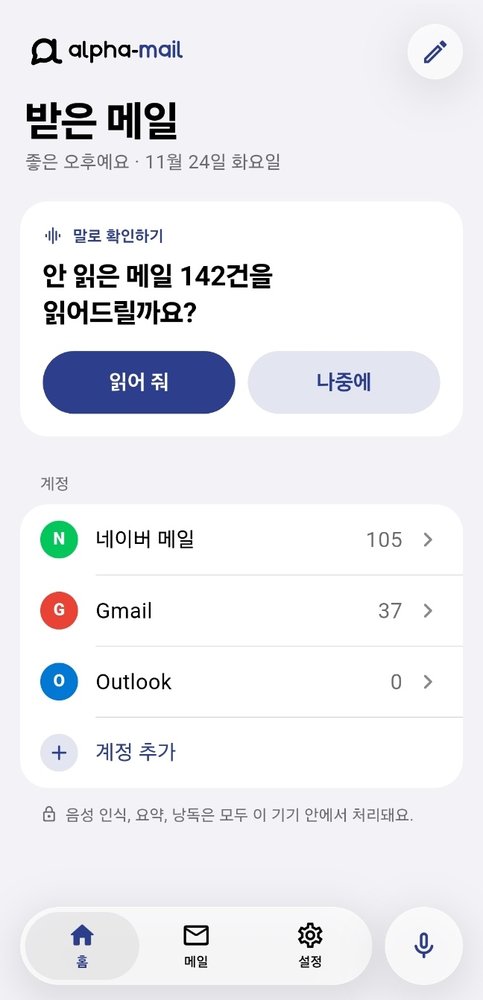 alpha-mail
받은 메일
좋은 오후예요 · 11월 24일 화요일
말로 확인하기
안 읽은 메일 142건을
읽어드릴까요?
읽어 줘
나중에
계정
N 네이버 메일 105
G Gmail 37
O Outlook 0
계정 추가
음성 인식, 요약, 낭독은 모두 이 기기 안에서 처리돼요.
홈 메일 설정